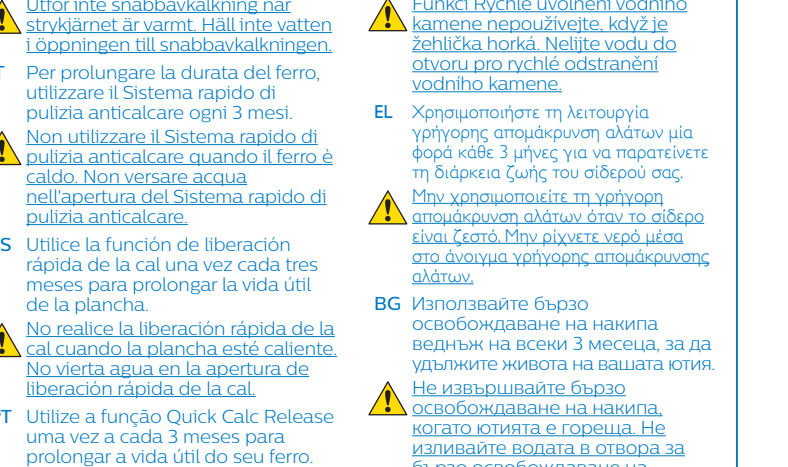 Utför inte snabbavkalkning när
strykjärnet är varmt. Häll inte vatten
i öppningen till snabbavkalkningen.
Per prolungare la durata del ferro,
utilizzare il Sistema rapido di
pulizia anticalcare ogni 3 mesi.
Non utilizzare il Sistema rapido di
pulizia anticalcare quando il ferro è
caldo. Non versare acqua
nell'apertura del Sistema rapido di
pulizia anticalcare.
S Utilice la función de liberación
rápida de la cal una vez cada tres
meses para prolongar la vida útil
de la plancha.
No realice la liberación rápida de la
cal cuando la plancha esté caliente.
No vierta agua en la apertura de
liberación rápida de la cal.
PT Utilize a função Quick Calc Release
uma vez a cada 3 meses para
prolongar a vida útil do seu ferro.
Funkci Rychlé uvolnění vodního
kamene nepoužívejte, když je
žehlička horká. Nelijte vodu do
otvoru pro rychlé odstranění
vodního kamene.
EL Χρησιμοποιήστε τη λειτουργία
γρήγορης απομάκρυνση αλάτων μία
φορά κάθε 3 μήνες για να παρατείνετε
τη διάρκεια ζωής του σίδερού σας.
Μην χρησιμοποιείτε τη γρήγορη
απομάκρυνση αλάτων όταν το σίδερο
είναι ζεστό. Μην ρίχνετε νερό μέσα
στο άνοιγμα γρήγορης απομάκρυνσης
αλάτων.
BG Използвайте бързо
освобождаване на накипа
веднъж на всеки 3 месеца, за да
удължите живота на вашата ютия.
Не извършвайте бързо
освобождаване на накипа,
когато ютията е гореща. Не
изливайте водата в отвора за
бързо освобождаване на